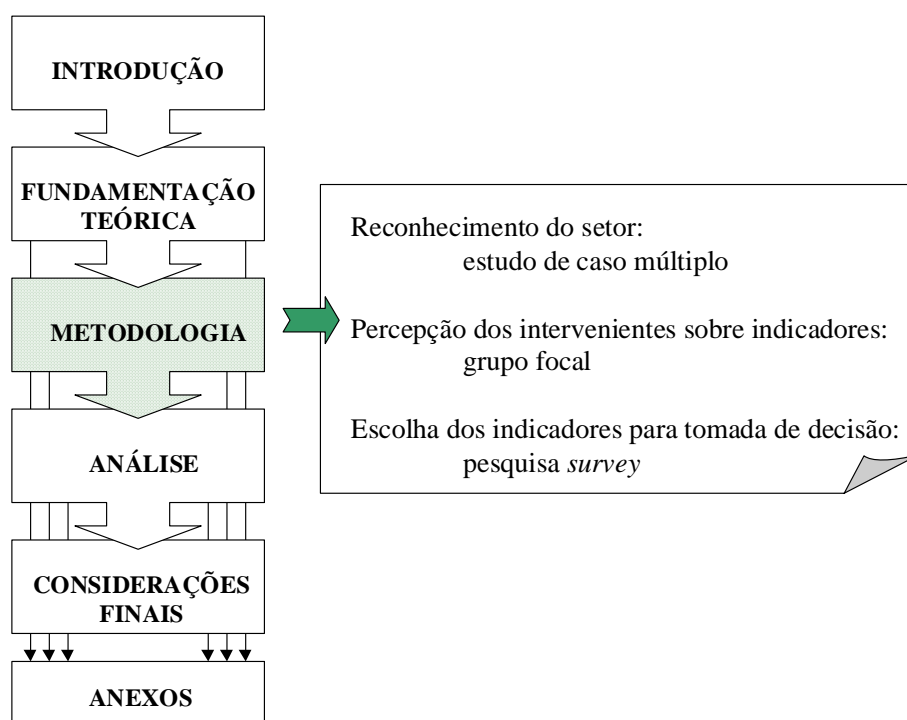 INTRODUÇÃO
FUNDAMENTAÇÃO
TEÓRICA
METODOLOGIA
Reconhecimento do setor:
estudo de caso múltiplo
Percepção dos intervenientes sobre indicadores:
grupo focal
Escolha dos indicadores para tomada de decisão:
pesquisa survey
ANÁLISE
CONSIDERAÇÕES
FINAIS
ANEXOS